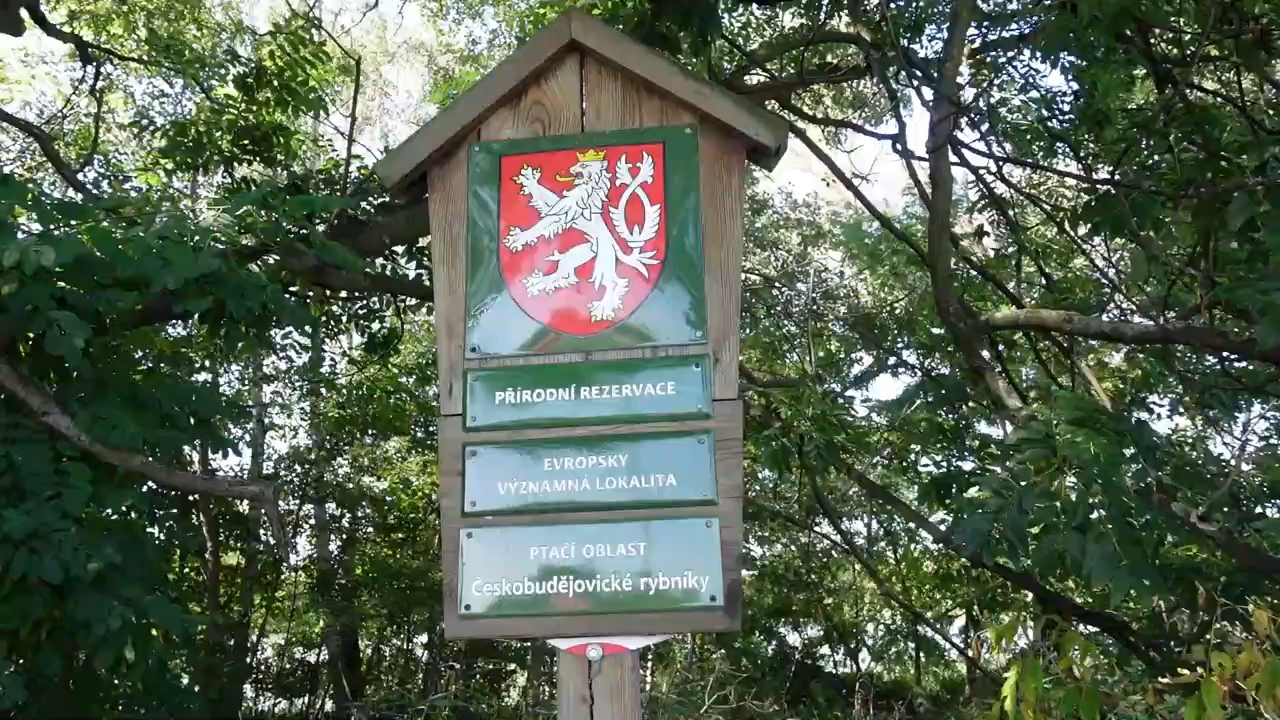 PŘÍRODNÍ REZERVACE
EVROPSKY
VÝZNAMNÁ LOKALITA
PTAČÍ OBLAST
Českobudějovické rybníky